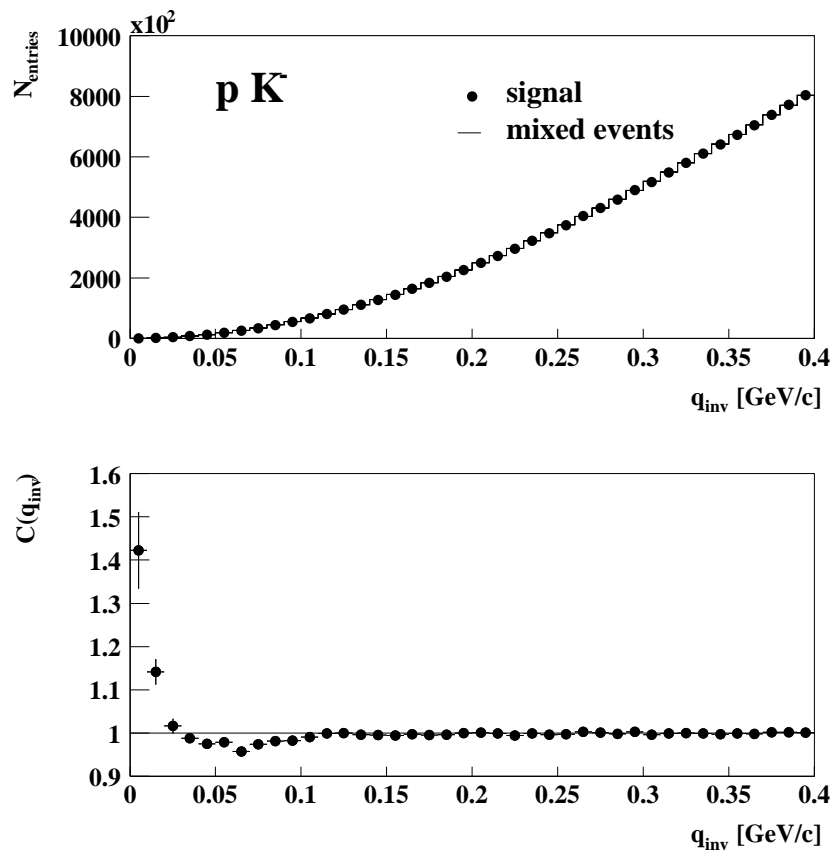 x10²
N_entries
10000
8000
6000
4000
2000
0
p K⁻
signal
mixed events
0 0.05 0.1 0.15 0.2 0.25 0.3 0.35 0.4
q_inv [GeV/c]
C(q_inv)
1.6
1.5
1.4
1.3
1.2
1.1
1
0.9
0 0.05 0.1 0.15 0.2 0.25 0.3 0.35 0.4
q_inv [GeV/c]